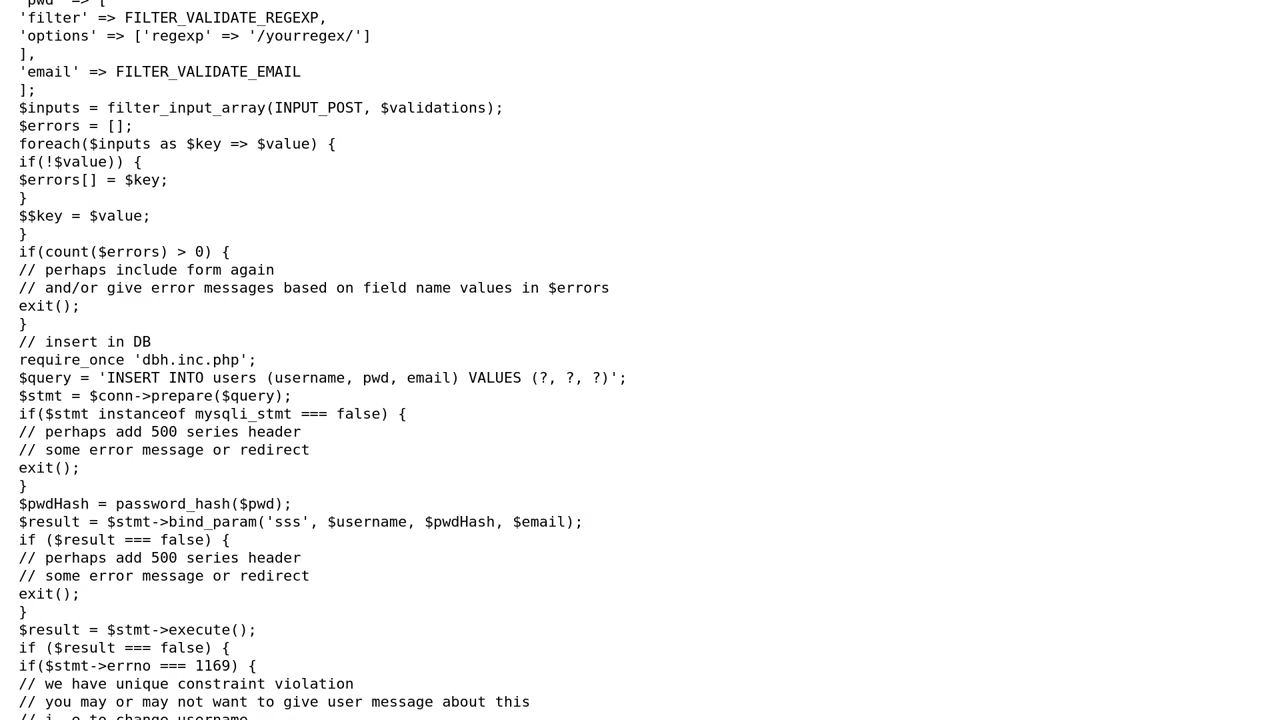 'pwd' => [
'filter' => FILTER_VALIDATE_REGEXP,
'options' => ['regexp' => '/yourregex/']
],
'email' => FILTER_VALIDATE_EMAIL
];
$inputs = filter_input_array(INPUT_POST, $validations);
$errors = [];
foreach($inputs as $key => $value) {
if(!$value)) {
$errors[] = $key;
}
$$key = $value;
}
if(count($errors) > 0) {
// perhaps include form again
// and/or give error messages based on field name values in $errors
exit();
}
// insert in DB
require_once 'dbh.inc.php';
$query = 'INSERT INTO users (username, pwd, email) VALUES (?, ?, ?)';
$stmt = $conn->prepare($query);
if($stmt instanceof mysqli_stmt === false) {
// perhaps add 500 series header
// some error message or redirect
exit();
}
$pwdHash = password_hash($pwd);
$result = $stmt->bind_param('sss', $username, $pwdHash, $email);
if ($result === false) {
// perhaps add 500 series header
// some error message or redirect
exit();
}
$result = $stmt->execute();
if ($result === false) {
if($stmt->errno === 1169) {
// we have unique constraint violation
// you may or may not want to give user message about this
// i. e to change username